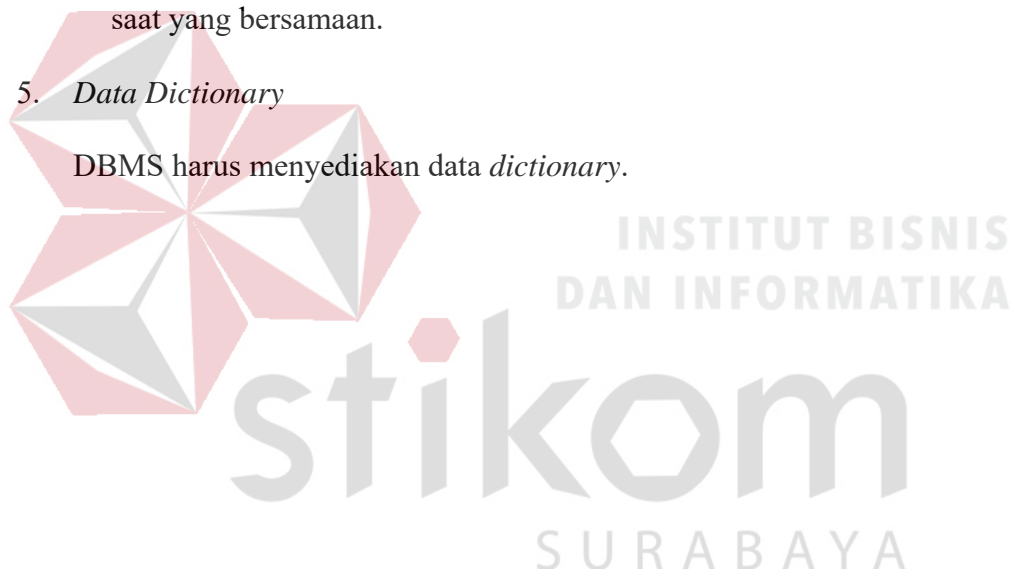 saat yang bersamaan.
5. Data Dictionary
DBMS harus menyediakan data dictionary.
INSTITUT BISNIS
DAN INFORMATIKA
stikom
SURABAYA